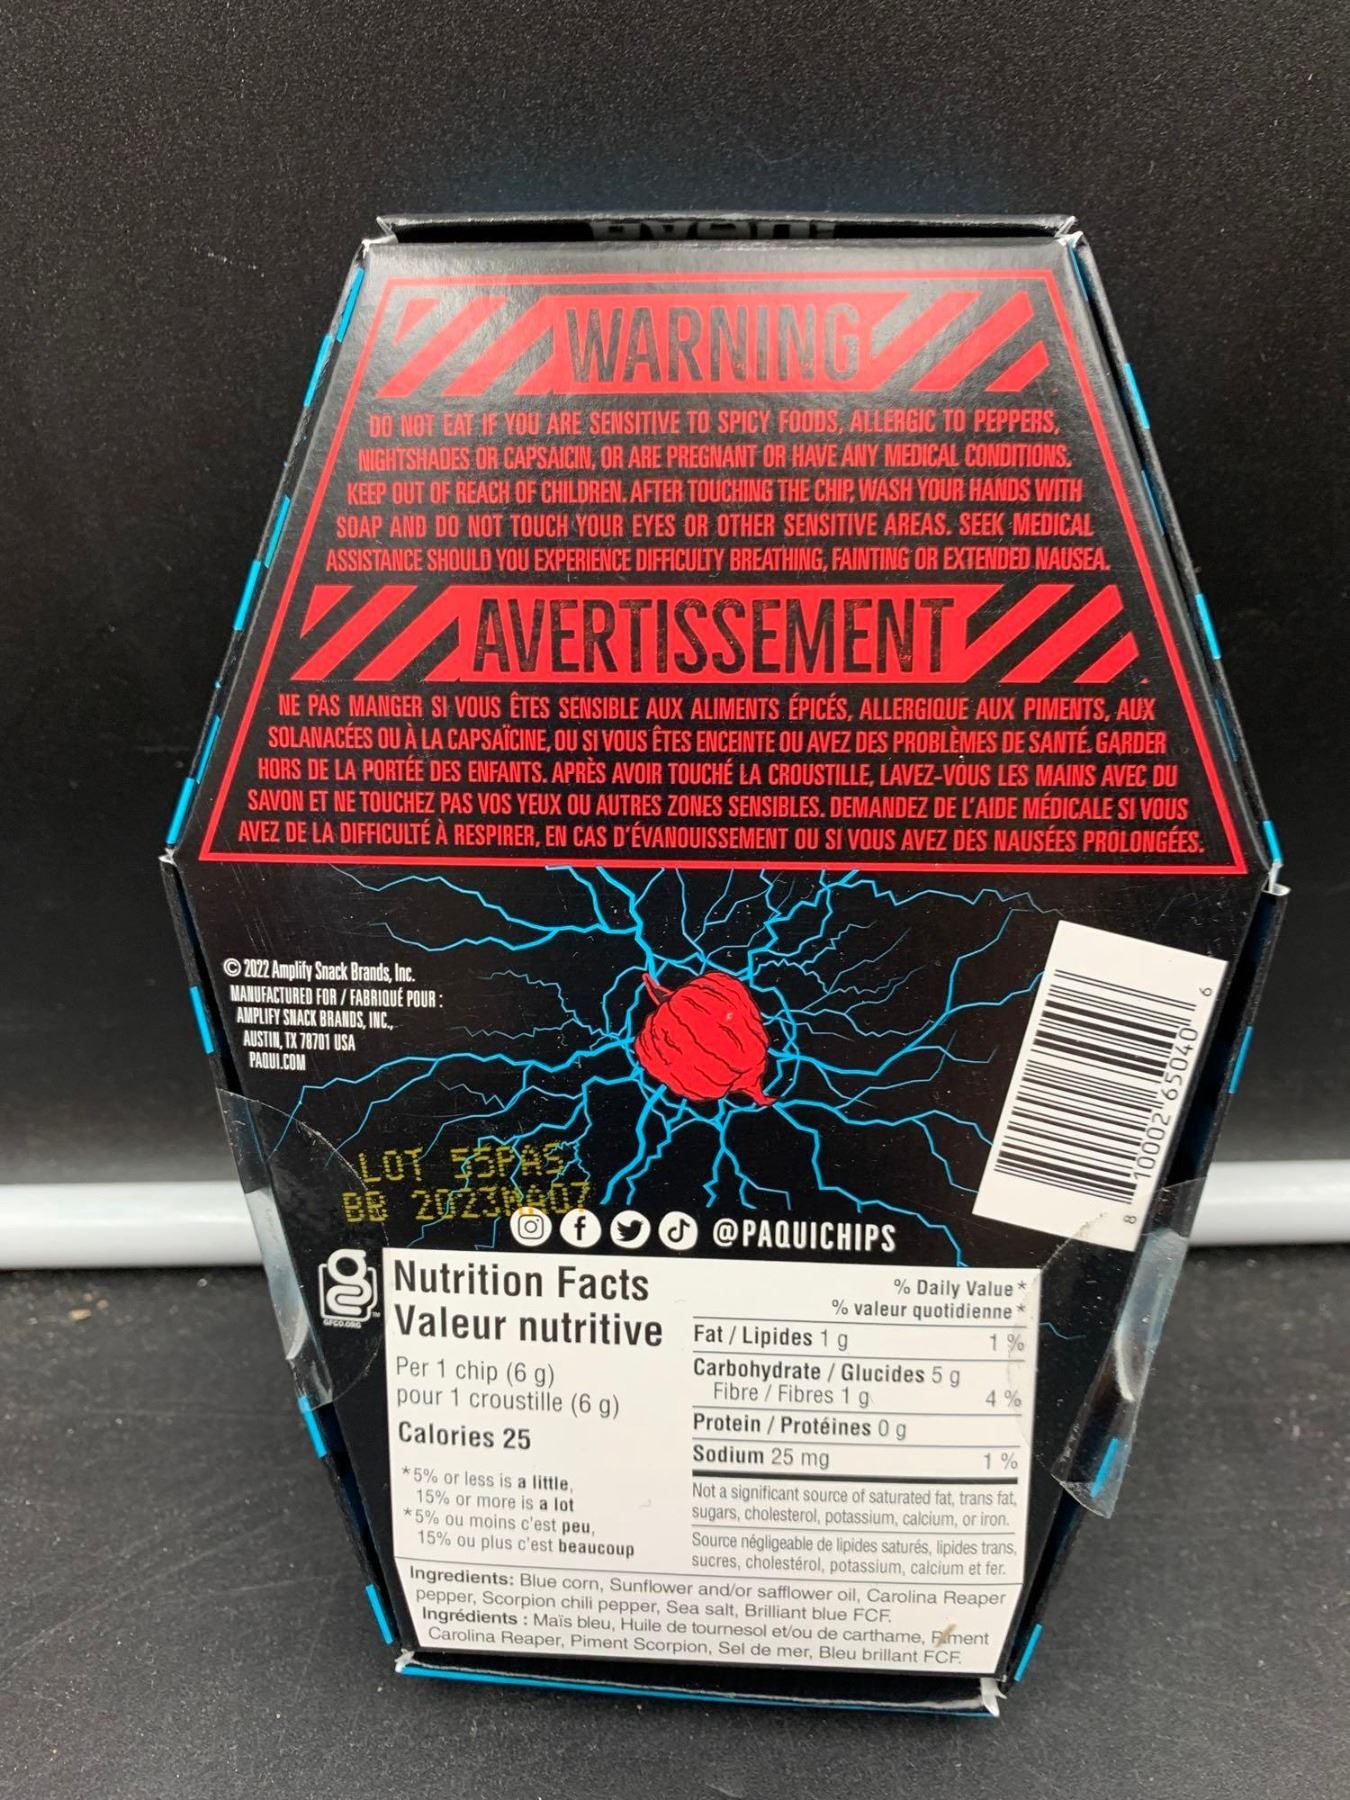 WARNING
DO NOT EAT IF YOU ARE SENSITIVE TO SPICY FOODS, ALLERGIC TO PEPPERS,
NIGHTSHADES OR CAPSAICIN, OR ARE PREGNANT OR HAVE ANY MEDICAL CONDITIONS.
KEEP OUT OF REACH OF CHILDREN. AFTER TOUCHING THE CHIP, WASH YOUR HANDS WITH
SOAP AND DO NOT TOUCH YOUR EYES OR OTHER SENSITIVE AREAS. SEEK MEDICAL
ASSISTANCE SHOULD YOU EXPERIENCE DIFFICULTY BREATHING, FAINTING OR EXTENDED NAUSEA.
AVERTISSEMENT
NE PAS MANGER SI VOUS ÊTES SENSIBLE AUX ALIMENTS ÉPICÉS, ALLERGIQUE AUX PIMENTS, AUX
SOLANACÉES OU À LA CAPSAÏCINE, OU SI VOUS ÊTES ENCEINTE OU AVEZ DES PROBLÈMES DE SANTÉ. GARDER
HORS DE LA PORTÉE DES ENFANTS. APRÈS AVOIR TOUCHÉ LA CROUSTILLE, LAVEZ-VOUS LES MAINS AVEC DU
SAVON ET NE TOUCHEZ PAS VOS YEUX OU AUTRES ZONES SENSIBLES. DEMANDEZ DE L'AIDE MÉDICALE SI VOUS
AVEZ DE LA DIFFICULTÉ À RESPIRER, EN CAS D'ÉVANOUISSEMENT OU SI VOUS AVEZ DES NAUSÉES PROLONGÉES.
© 2022 Amplify Snack Brands, Inc.
MANUFACTURED FOR / FABRIQUÉ POUR :
AMPLIFY SNACK BRANDS, INC.,
AUSTIN, TX 78701 USA
PAQUI.COM
8 10002 65040 6
LOT 55PAS
BB 2023MA07
@PAQUICHIPS
GFCO.ORG
Nutrition Facts
Valeur nutritive
Per 1 chip (6 g)
pour 1 croustille (6 g)
Calories 25
*5% or less is a little,
15% or more is a lot
*5% ou moins c'est peu,
15% ou plus c'est beaucoup
% Daily Value*
% valeur quotidienne*
Fat / Lipides 1 g 1 %
Carbohydrate / Glucides 5 g
Fibre / Fibres 1 g 4 %
Protein / Protéines 0 g
Sodium 25 mg 1 %
Not a significant source of saturated fat, trans fat,
sugars, cholesterol, potassium, calcium, or iron.
Source négligeable de lipides saturés, lipides trans,
sucres, cholestérol, potassium, calcium et fer.
Ingredients: Blue corn, Sunflower and/or safflower oil, Carolina Reaper
pepper, Scorpion chili pepper, Sea salt, Brilliant blue FCF.
Ingrédients : Maïs bleu, Huile de tournesol et/ou de carthame, Piment
Carolina Reaper, Piment Scorpion, Sel de mer, Bleu brillant FCF.